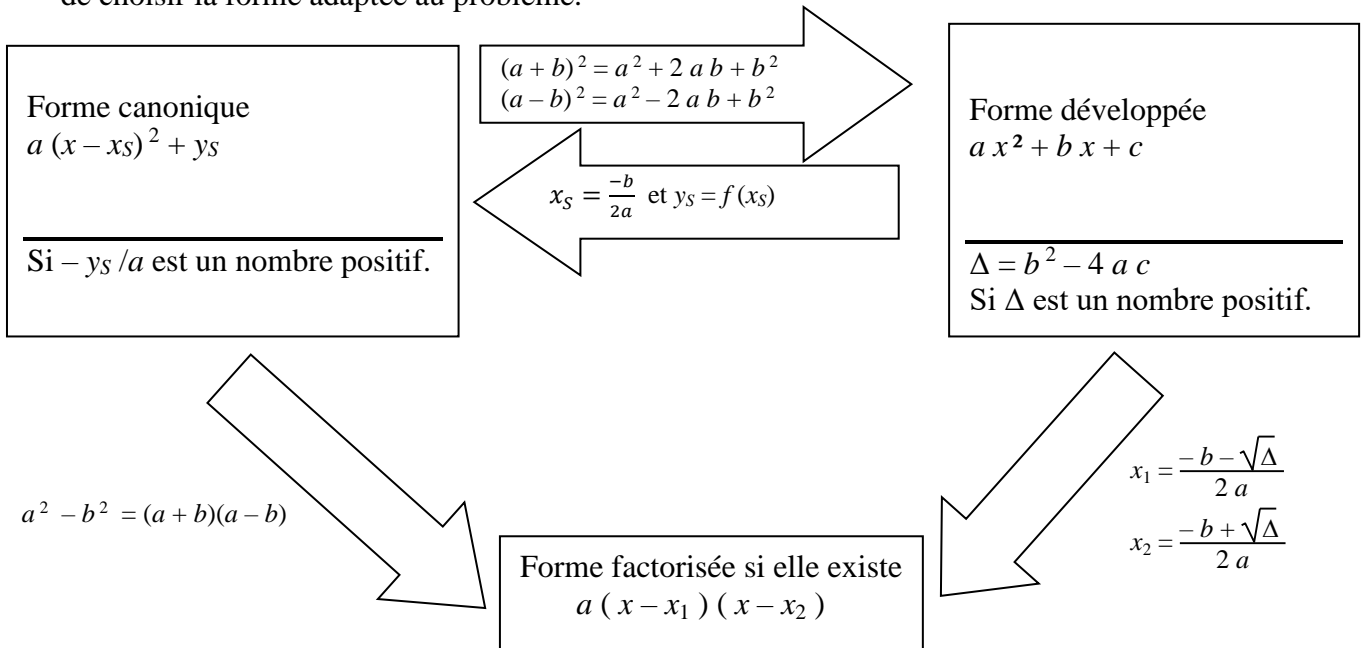 de choisir la forme adaptée au problème.
Forme canonique
a (x – xS) ² + yS
Si – yS /a est un nombre positif.
(a + b) ² = a ² + 2 a b + b ²
(a – b) ² = a ² – 2 a b + b ²
xS = -b/2a et yS = f (xS)
Forme développée
a x² + b x + c
Δ = b ² – 4 a c
Si Δ est un nombre positif.
a ² – b ² = (a + b)(a – b)
x₁ = (– b – √Δ)/(2 a)
x₂ = (– b + √Δ)/(2 a)
Forme factorisée si elle existe
a ( x – x₁ ) ( x – x₂ )